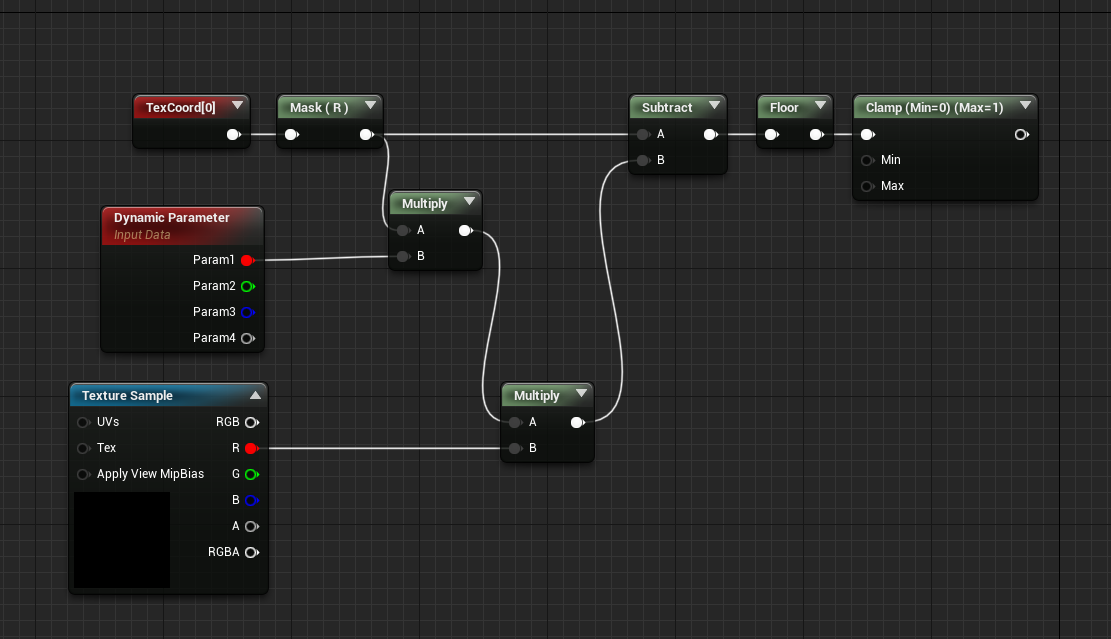 TexCoord[0]
Mask ( R )
Subtract
A
B
Floor
Clamp (Min=0) (Max=1)
Min
Max
Multiply
A
B
Dynamic Parameter
Input Data
Param1
Param2
Param3
Param4
Texture Sample
UVs RGB
Tex R
Apply View MipBias G
B
A
RGBA
Multiply
A
B